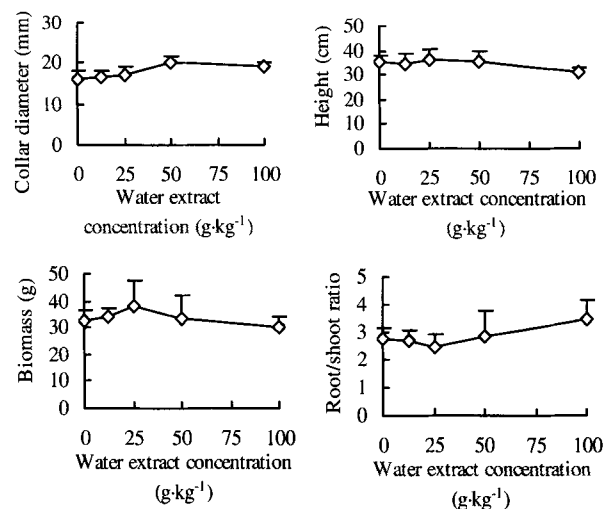 Collar diameter (mm)
30
20
10
0
0 25 50 75 100
Water extract
concentration (g·kg⁻¹)
Height (cm)
50
40
30
20
10
0
0 25 50 75 100
Water extract concentration
(g·kg⁻¹)
Biomass (g)
50
40
30
20
10
0
0 25 50 75 100
Water extract concentration
(g·kg⁻¹)
Root/shoot ratio
5
4
3
2
1
0
0 25 50 75 100
Water extract concentration
(g·kg⁻¹)